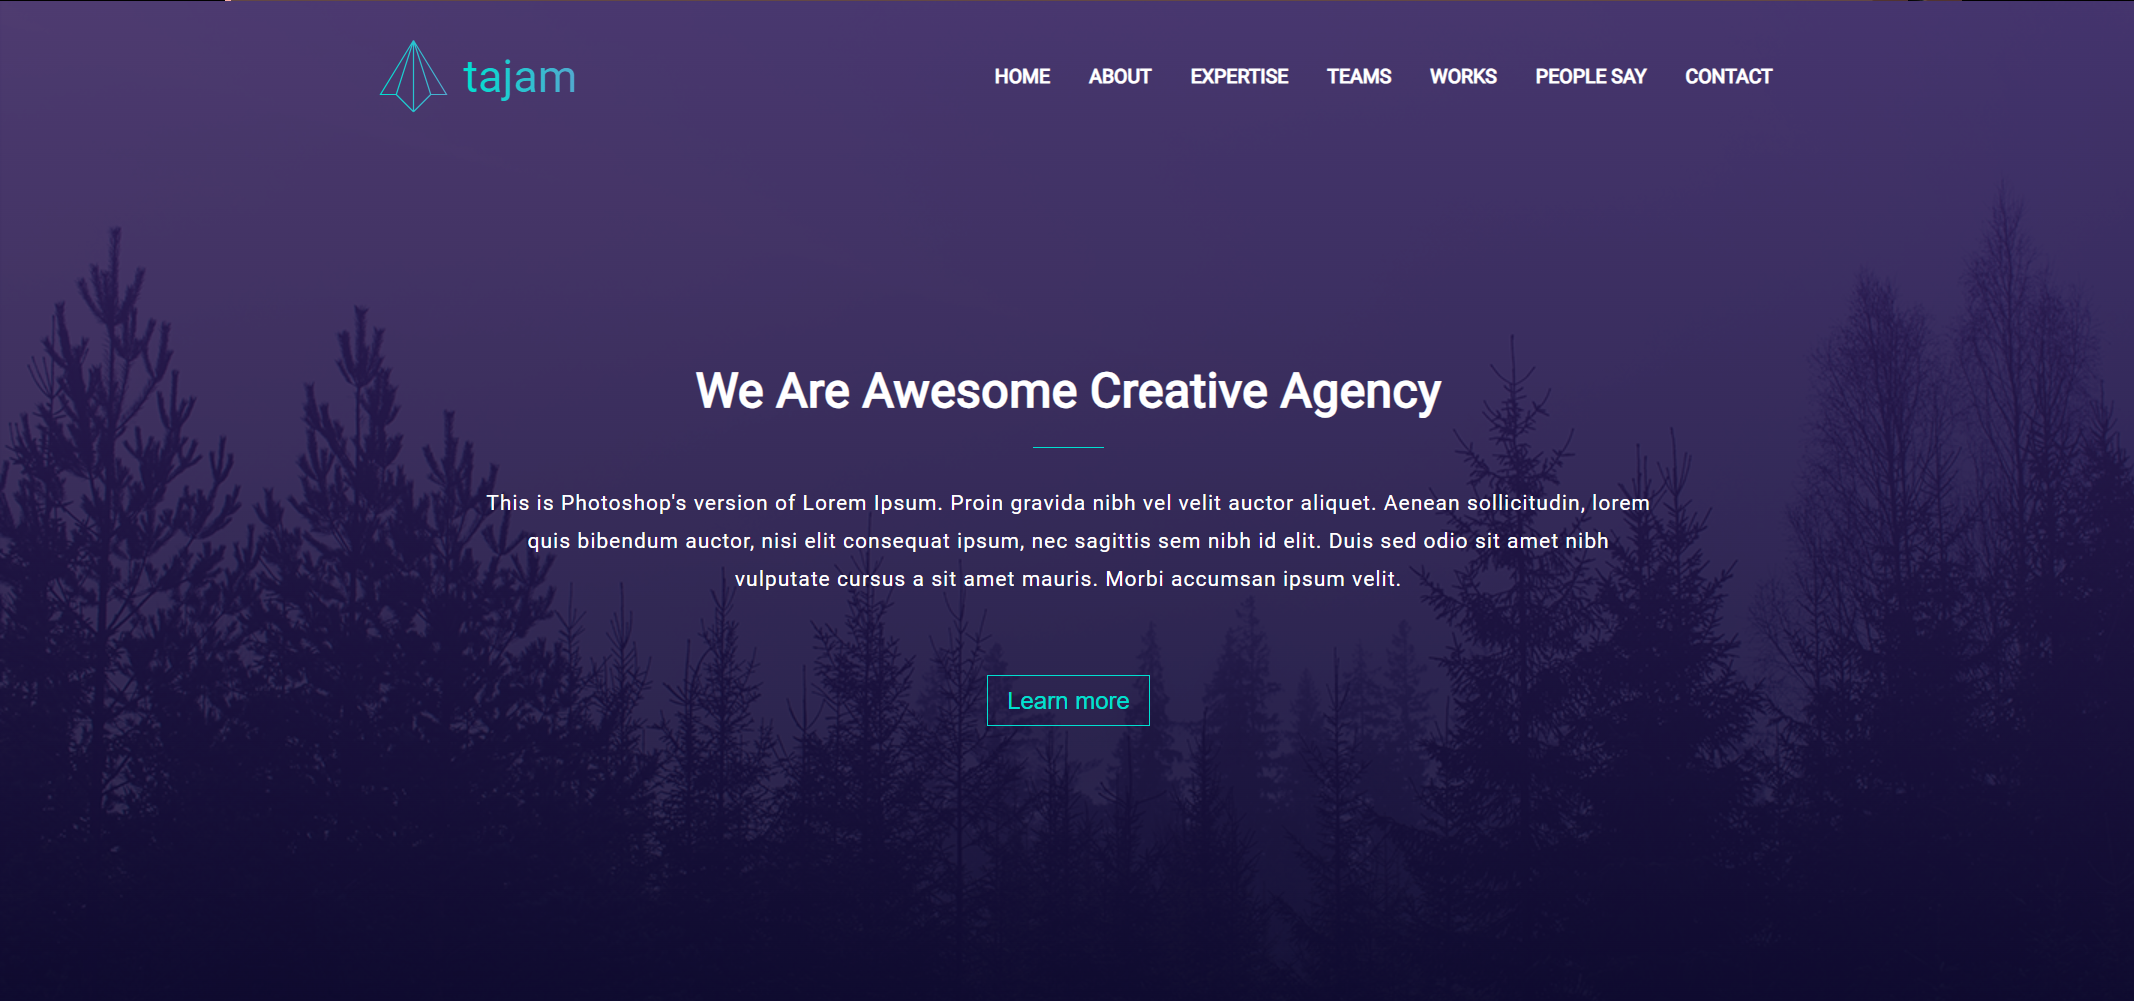 tajam
HOME ABOUT EXPERTISE TEAMS WORKS PEOPLE SAY CONTACT
We Are Awesome Creative Agency
This is Photoshop's version of Lorem Ipsum. Proin gravida nibh vel velit auctor aliquet. Aenean sollicitudin, lorem
quis bibendum auctor, nisi elit consequat ipsum, nec sagittis sem nibh id elit. Duis sed odio sit amet nibh
vulputate cursus a sit amet mauris. Morbi accumsan ipsum velit.
Learn more